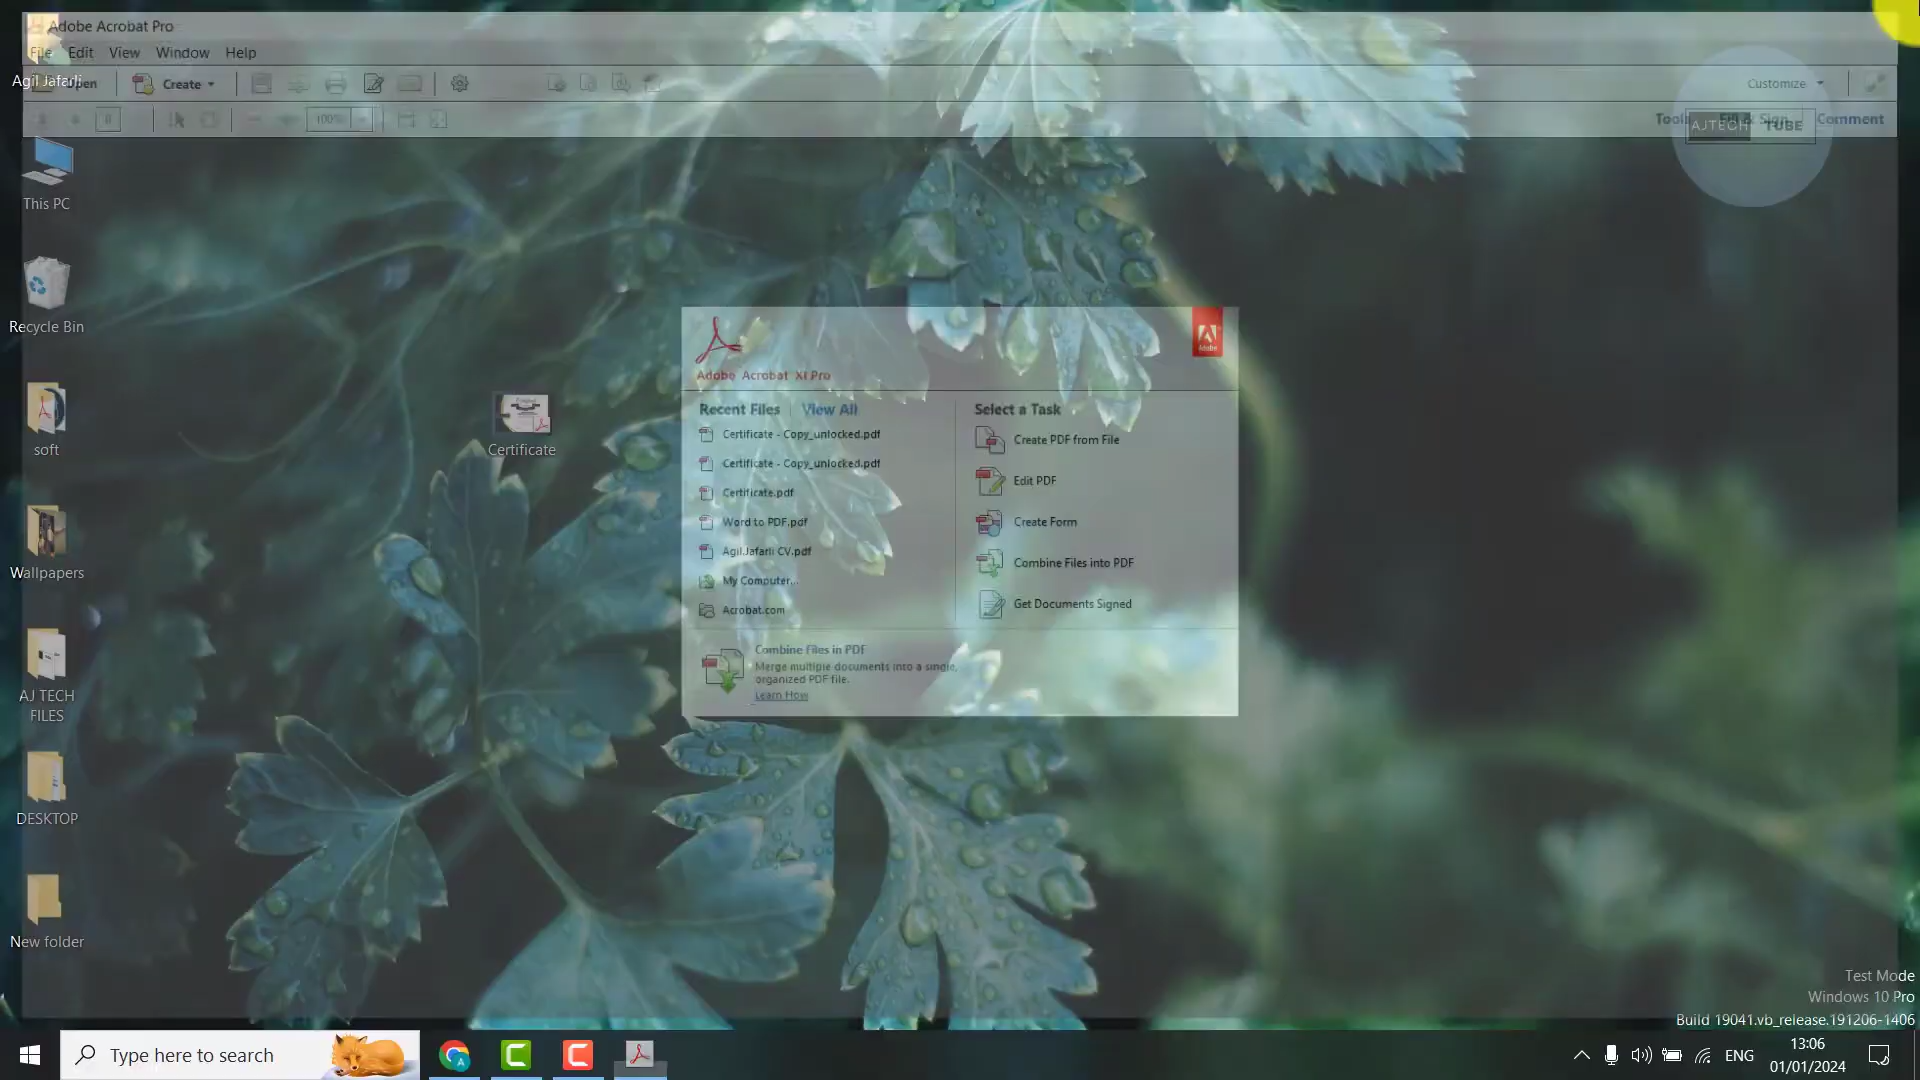 Adobe Acrobat Pro
File Edit View Window Help
Agil Jafarli
Create
100%
Customize
Tools Fill & Sign Comment
AJTECH TUBE
This PC
Recycle Bin
soft
Wallpapers
AJ TECH
FILES
DESKTOP
New folder
Certificate
Adobe Acrobat XI Pro
Adobe
Recent Files View All
Certificate - Copy_unlocked.pdf
Certificate - Copy_unlocked.pdf
Certificate.pdf
Word to PDF.pdf
Agil.Jafarli CV.pdf
My Computer...
Acrobat.com
Select a Task
Create PDF from File
Edit PDF
Create Form
Combine Files into PDF
Get Documents Signed
Combine Files in PDF
Merge multiple documents into a single,
organized PDF file.
Learn How
Test Mode
Windows 10 Pro
Build 19041.vb_release.191206-1406
Type here to search
ENG
13:06
01/01/2024